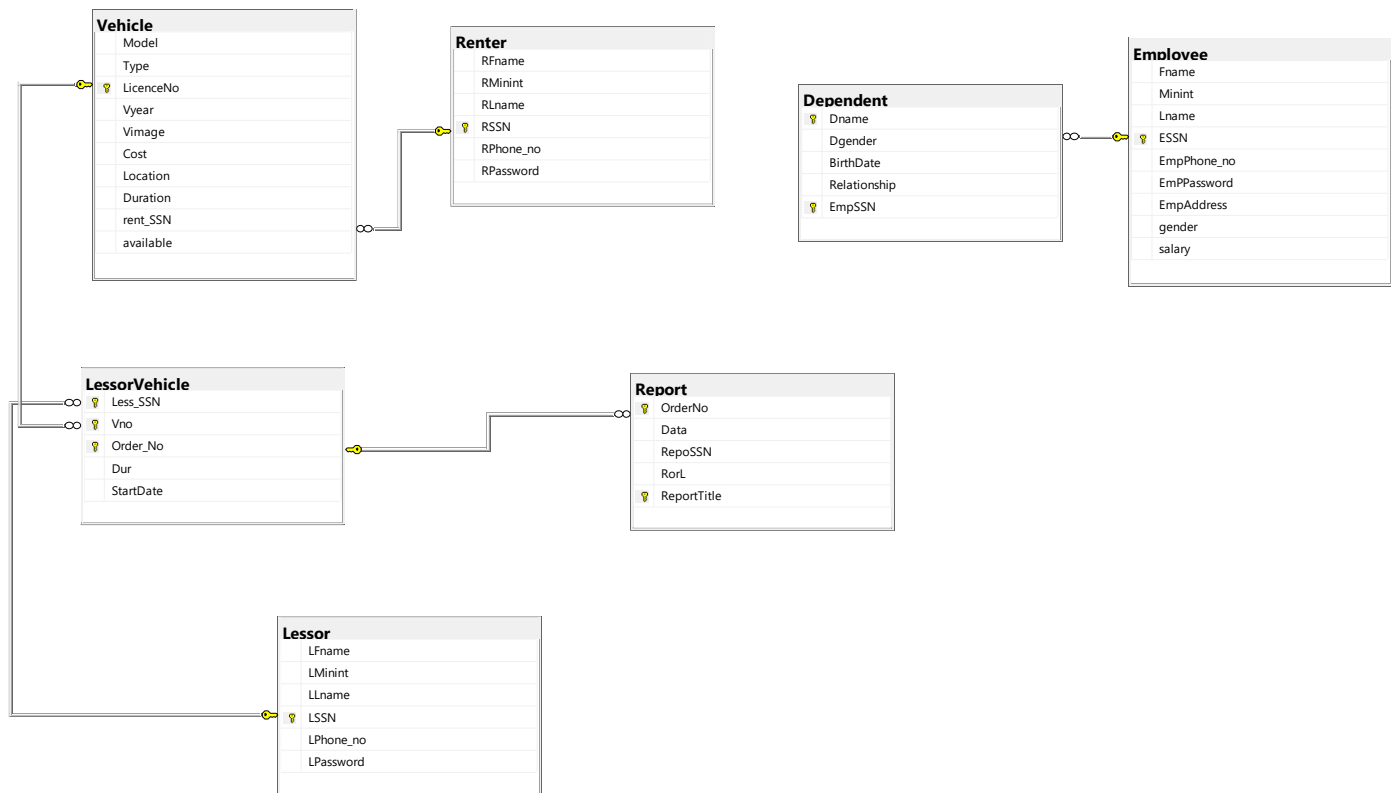 Vehicle
Model
Type
LicenceNo
Vyear
Vimage
Cost
Location
Duration
rent_SSN
available
Renter
RFname
RMinint
RLname
RSSN
RPhone_no
RPassword
Dependent
Dname
Dgender
BirthDate
Relationship
EmpSSN
Employee
Fname
Minint
Lname
ESSN
EmpPhone_no
EmPPassword
EmpAddress
gender
salary
LessorVehicle
Less_SSN
Vno
Order_No
Dur
StartDate
Report
OrderNo
Data
RepoSSN
RorL
ReportTitle
Lessor
LFname
LMinint
LLname
LSSN
LPhone_no
LPassword